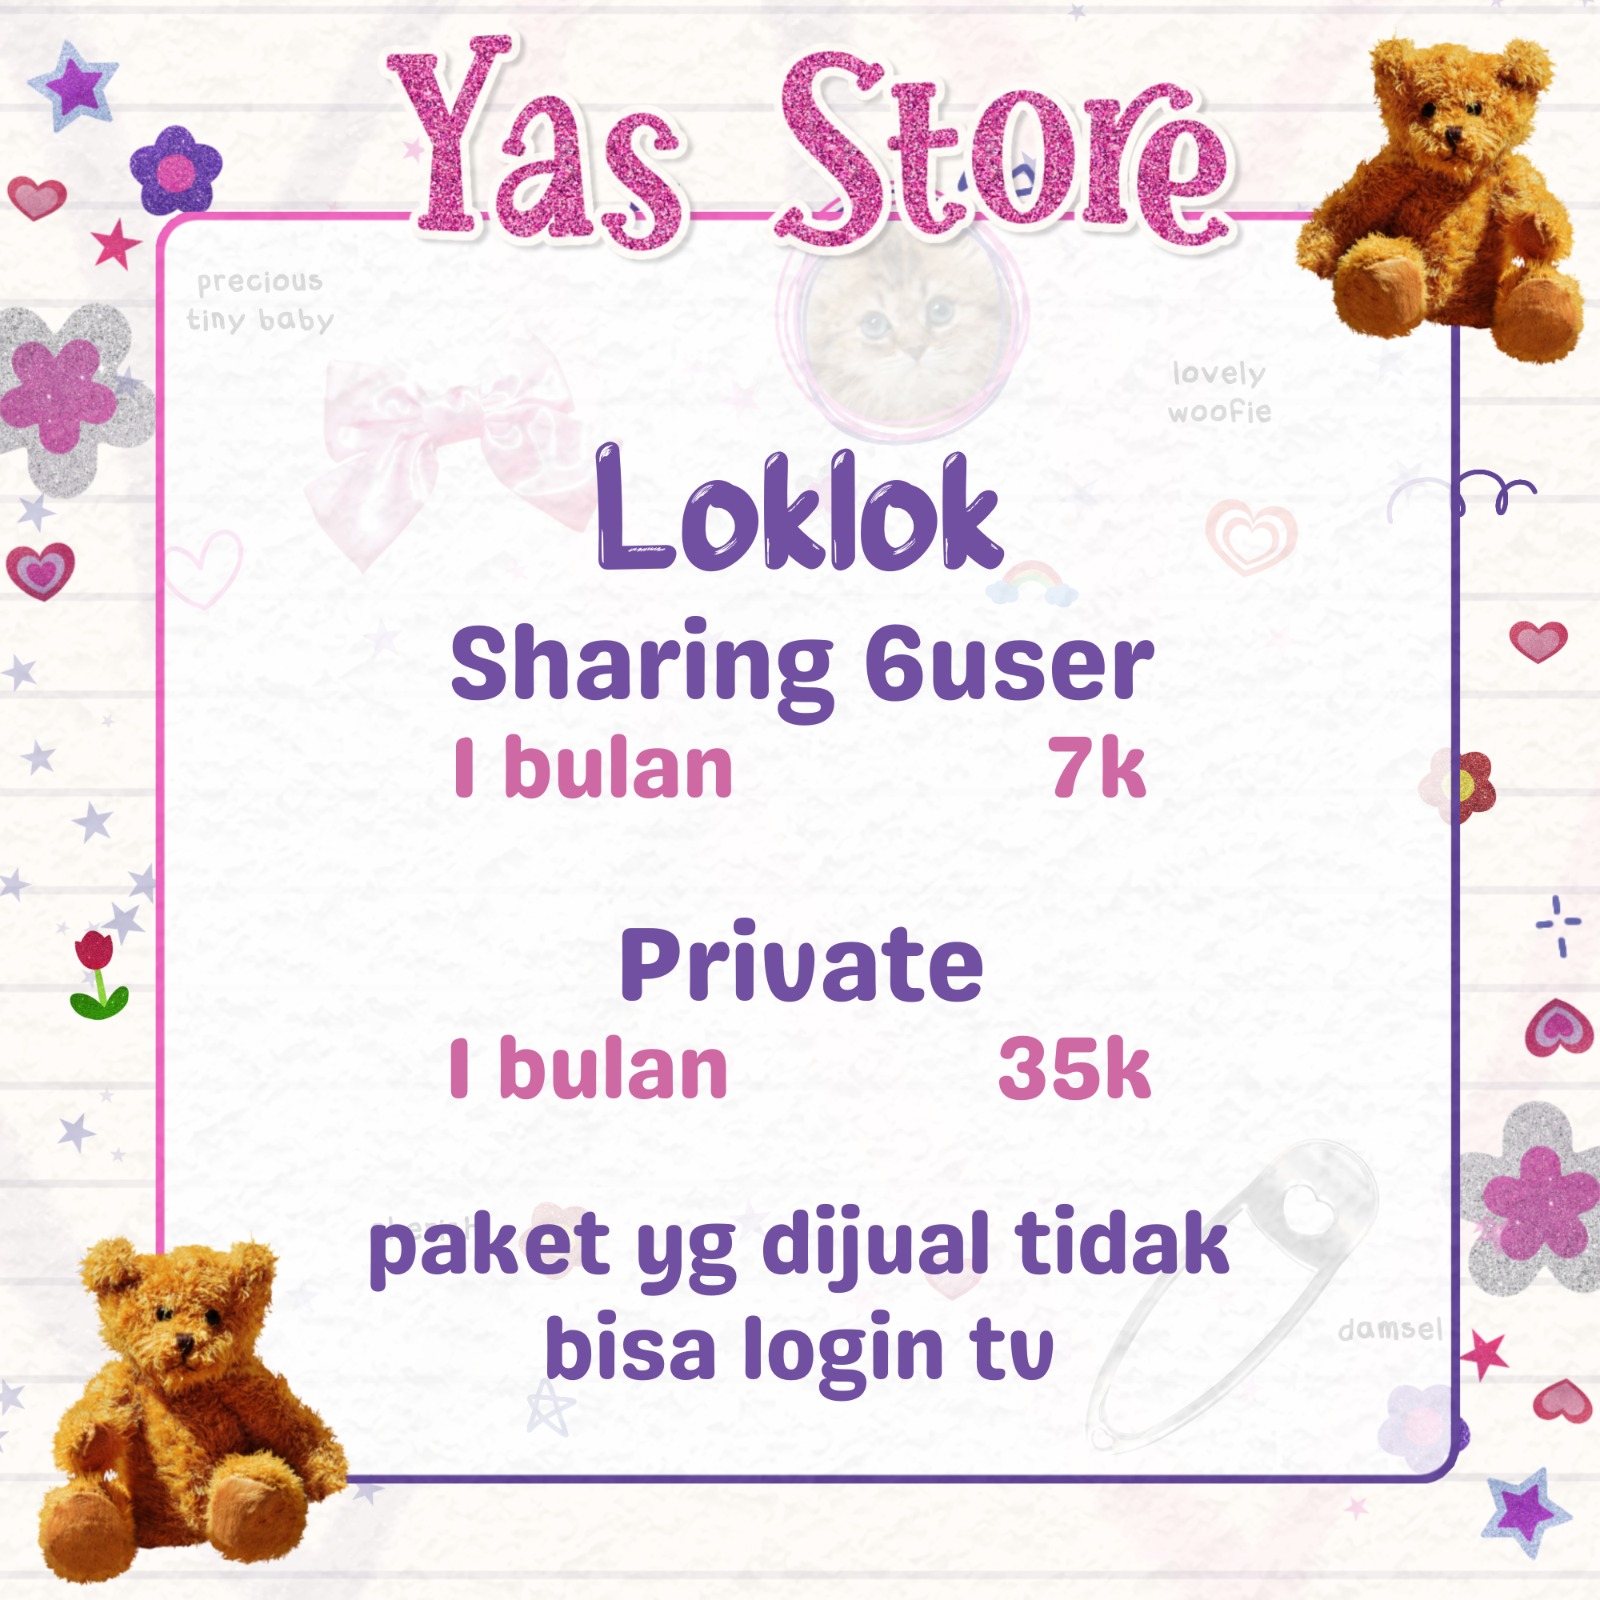 Yas Store
precious
tiny baby
lovely
woofie
Loklok
Sharing 6user
1 bulan 7k
Private
1 bulan 35k
cherish
paket yg dijual tidak
bisa login tv
damsel